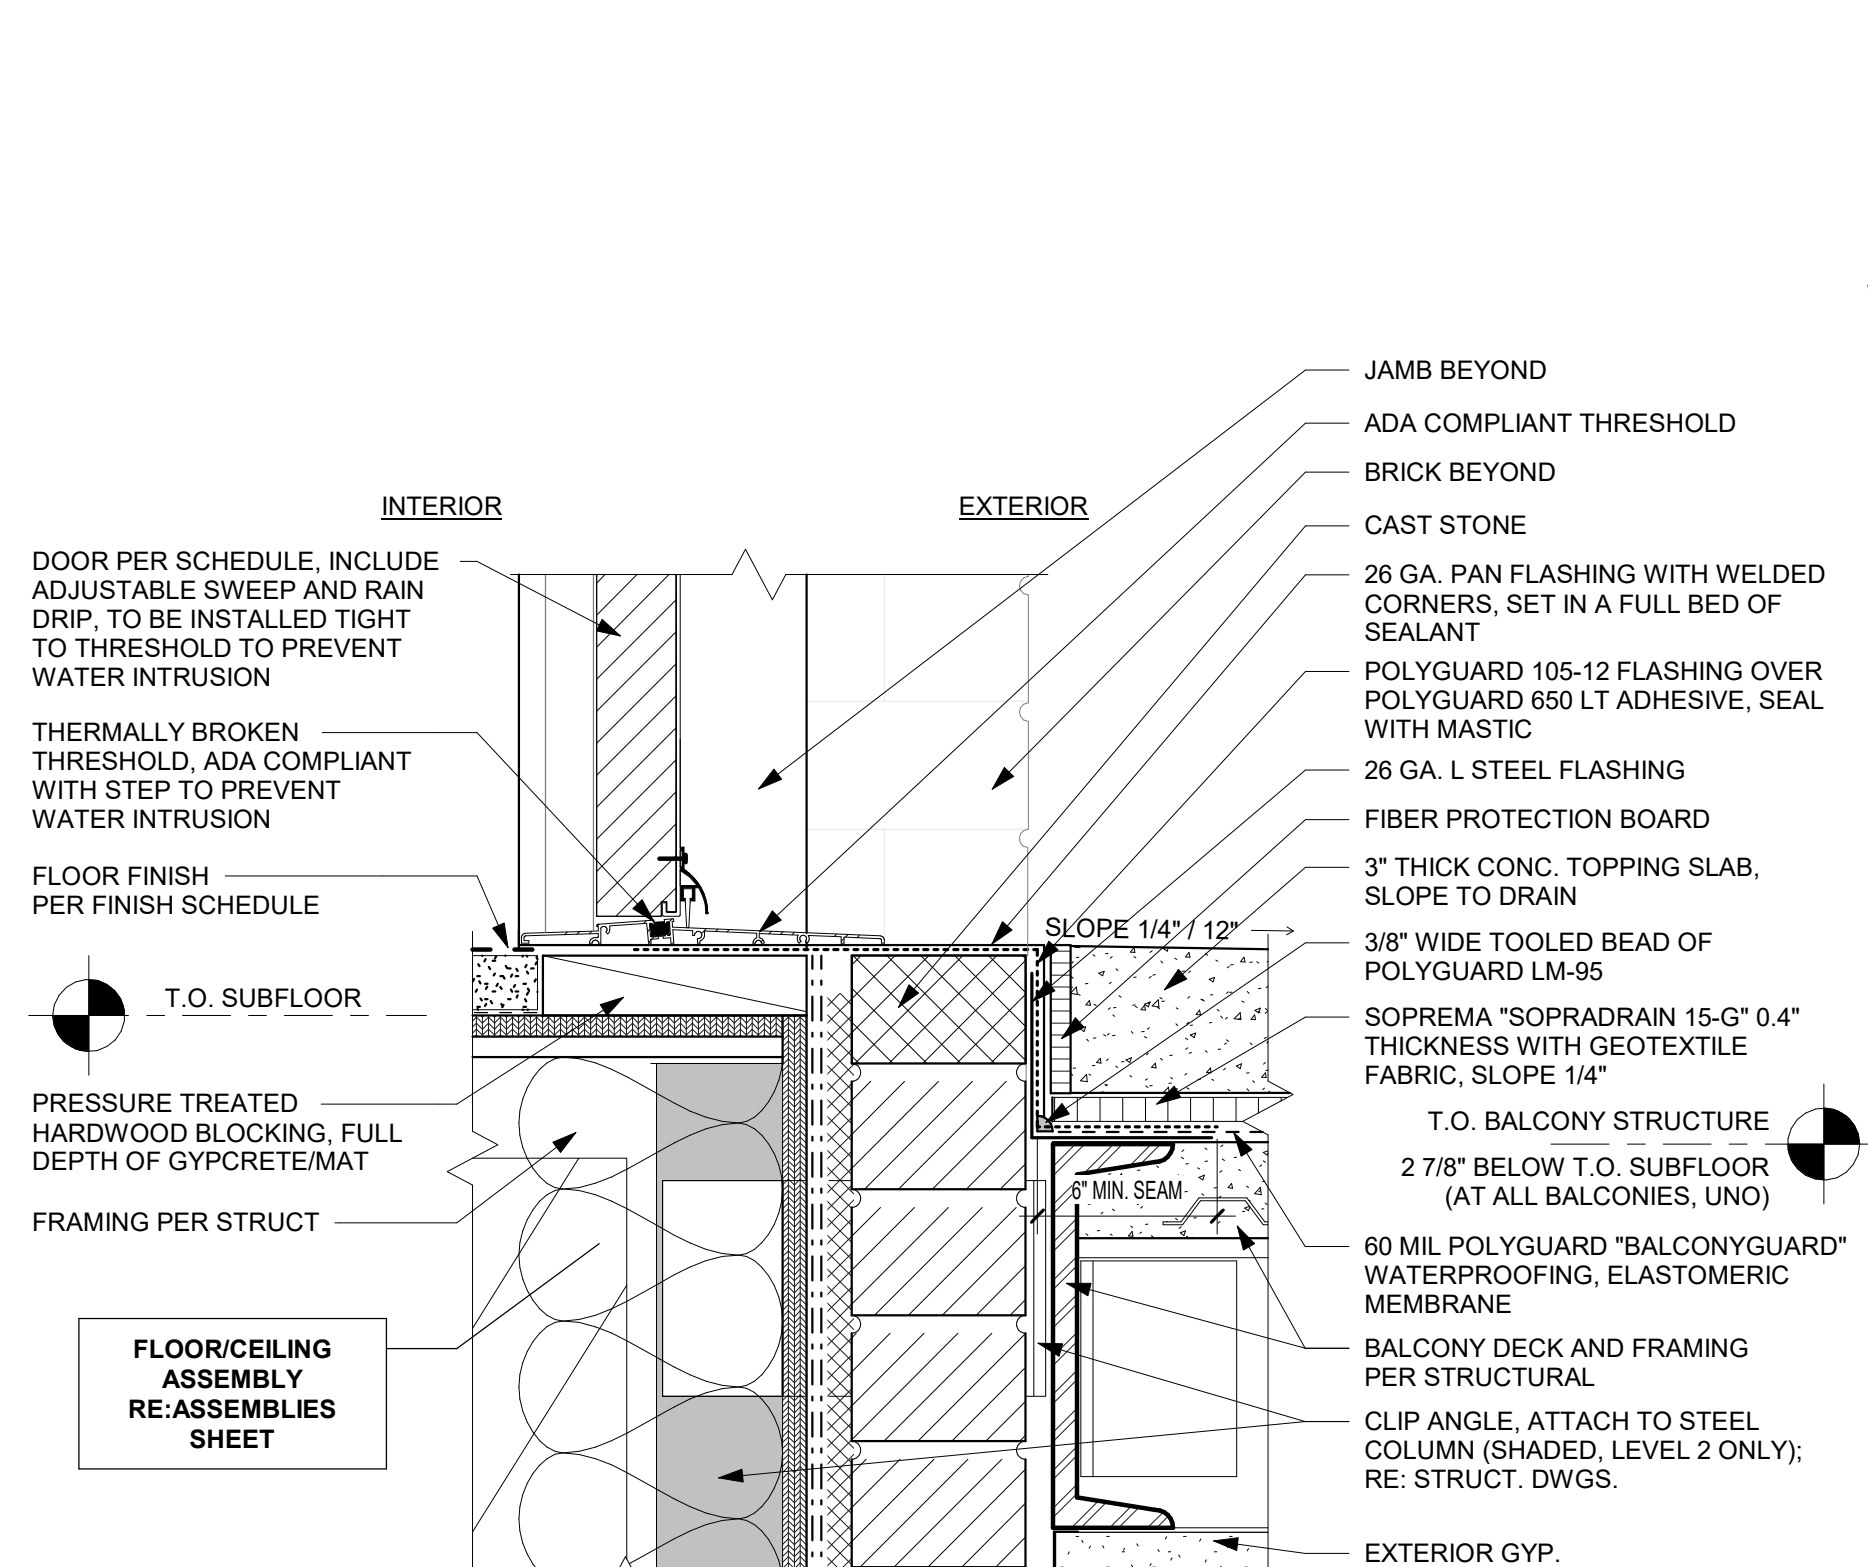 INTERIOR
EXTERIOR
DOOR PER SCHEDULE, INCLUDE
ADJUSTABLE SWEEP AND RAIN
DRIP, TO BE INSTALLED TIGHT
TO THRESHOLD TO PREVENT
WATER INTRUSION
THERMALLY BROKEN
THRESHOLD, ADA COMPLIANT
WITH STEP TO PREVENT
WATER INTRUSION
FLOOR FINISH
PER FINISH SCHEDULE
T.O. SUBFLOOR
PRESSURE TREATED
HARDWOOD BLOCKING, FULL
DEPTH OF GYPCRETE/MAT
FRAMING PER STRUCT
FLOOR/CEILING
ASSEMBLY
RE:ASSEMBLIES
SHEET
SLOPE 1/4" / 12"
6" MIN. SEAM
JAMB BEYOND
ADA COMPLIANT THRESHOLD
BRICK BEYOND
CAST STONE
26 GA. PAN FLASHING WITH WELDED
CORNERS, SET IN A FULL BED OF
SEALANT
POLYGUARD 105-12 FLASHING OVER
POLYGUARD 650 LT ADHESIVE, SEAL
WITH MASTIC
26 GA. L STEEL FLASHING
FIBER PROTECTION BOARD
3" THICK CONC. TOPPING SLAB,
SLOPE TO DRAIN
3/8" WIDE TOOLED BEAD OF
POLYGUARD LM-95
SOPREMA "SOPRADRAIN 15-G" 0.4"
THICKNESS WITH GEOTEXTILE
FABRIC, SLOPE 1/4"
T.O. BALCONY STRUCTURE
2 7/8" BELOW T.O. SUBFLOOR
(AT ALL BALCONIES, UNO)
60 MIL POLYGUARD "BALCONYGUARD"
WATERPROOFING, ELASTOMERIC
MEMBRANE
BALCONY DECK AND FRAMING
PER STRUCTURAL
CLIP ANGLE, ATTACH TO STEEL
COLUMN (SHADED, LEVEL 2 ONLY);
RE: STRUCT. DWGS.
EXTERIOR GYP.